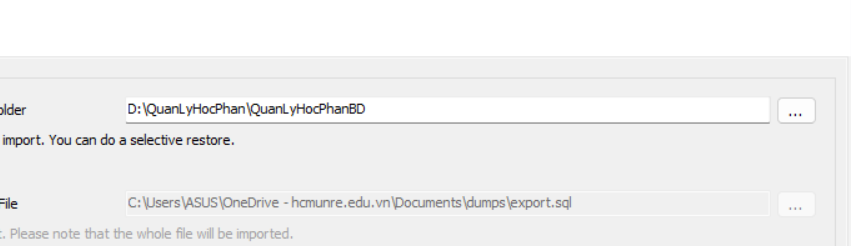 older D:\QuanLyHocPhan\QuanLyHocPhanBD ...
import. You can do a selective restore.
File C:\Users\ASUS\OneDrive - hcmunre.edu.vn\Documents\dumps\export.sql ...
t. Please note that the whole file will be imported.